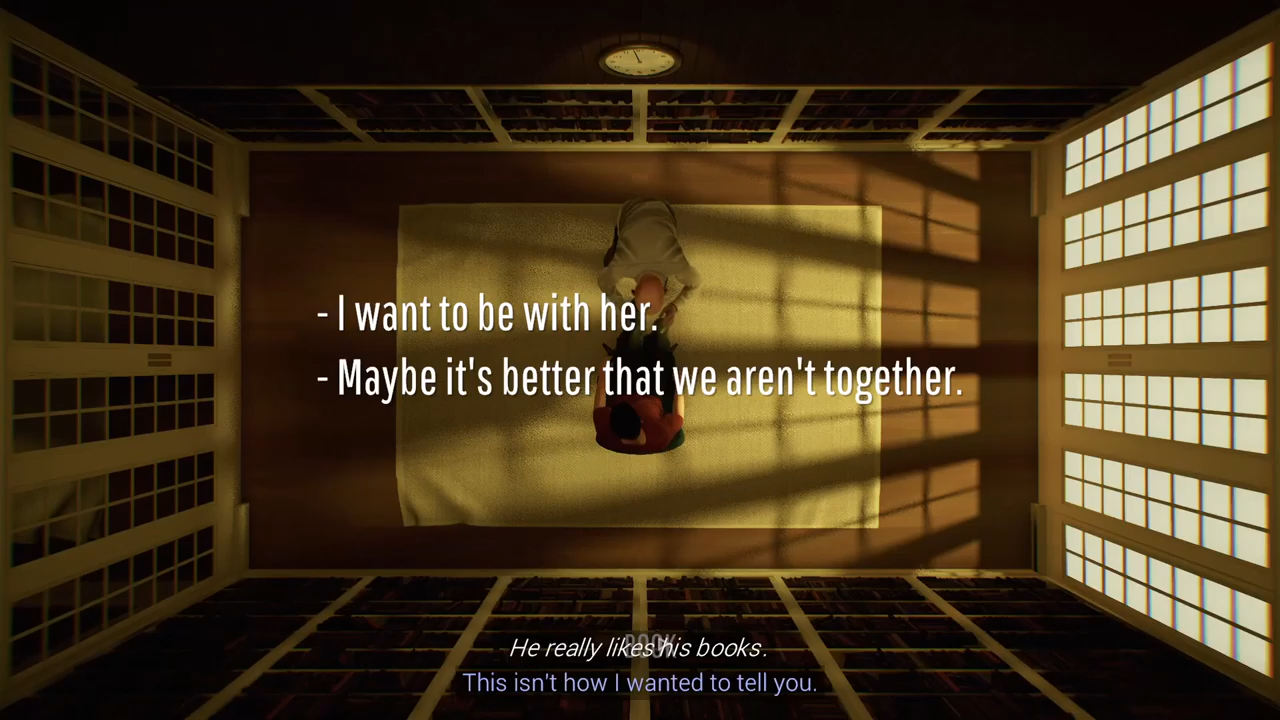 - I want to be with her.
- Maybe it's better that we aren't together.
He really likes his books.
This isn't how I wanted to tell you.